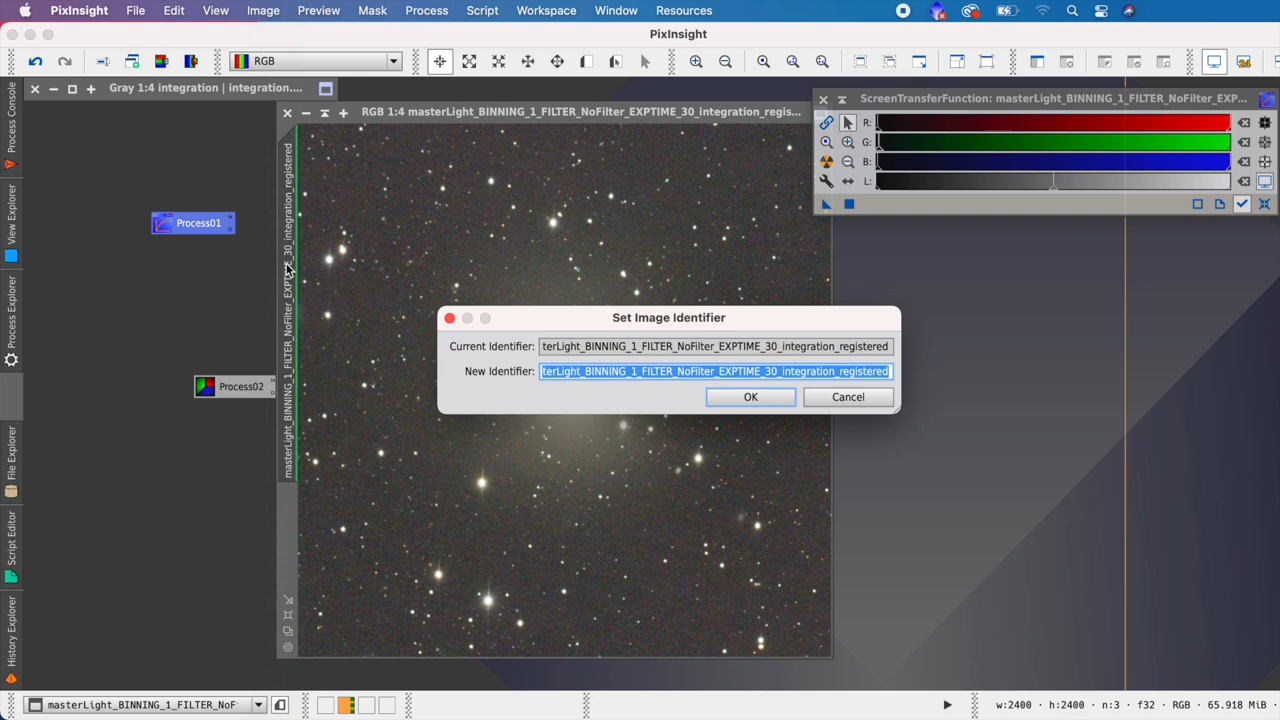 PixInsight File Edit View Image Preview Mask Process Script Workspace Window Resources
PixInsight
RGB
Gray 1:4 integration | integration....
RGB 1:4 masterLight_BINNING_1_FILTER_NoFilter_EXPTIME_30_integration_regis...
ScreenTransferFunction: masterLight_BINNING_1_FILTER_NoFilter_EXP...
R:
G:
B:
L:
Process Console
View Explorer
Process Explorer
File Explorer
Script Editor
History Explorer
Process01
N
D
Process02
masterLight_BINNING_1_FILTER_NoFilter_EXPTIME_30_integration_registered
Set Image Identifier
Current Identifier: terLight_BINNING_1_FILTER_NoFilter_EXPTIME_30_integration_registered
New Identifier: terLight_BINNING_1_FILTER_NoFilter_EXPTIME_30_integration_registered
OK Cancel
masterLight_BINNING_1_FILTER_NoF
w:2400 · h:2400 · n:3 · f32 · RGB · 65.918 MiB